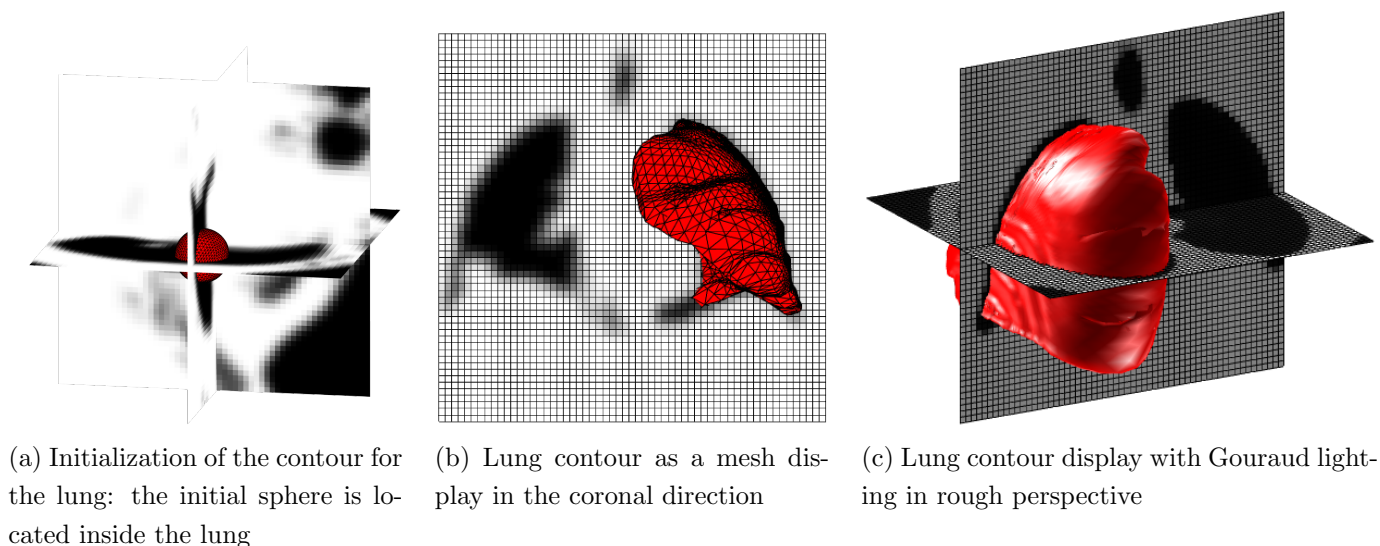 (a) Initialization of the contour for
the lung: the initial sphere is lo-
cated inside the lung
(b) Lung contour as a mesh dis-
play in the coronal direction
(c) Lung contour display with Gouraud light-
ing in rough perspective